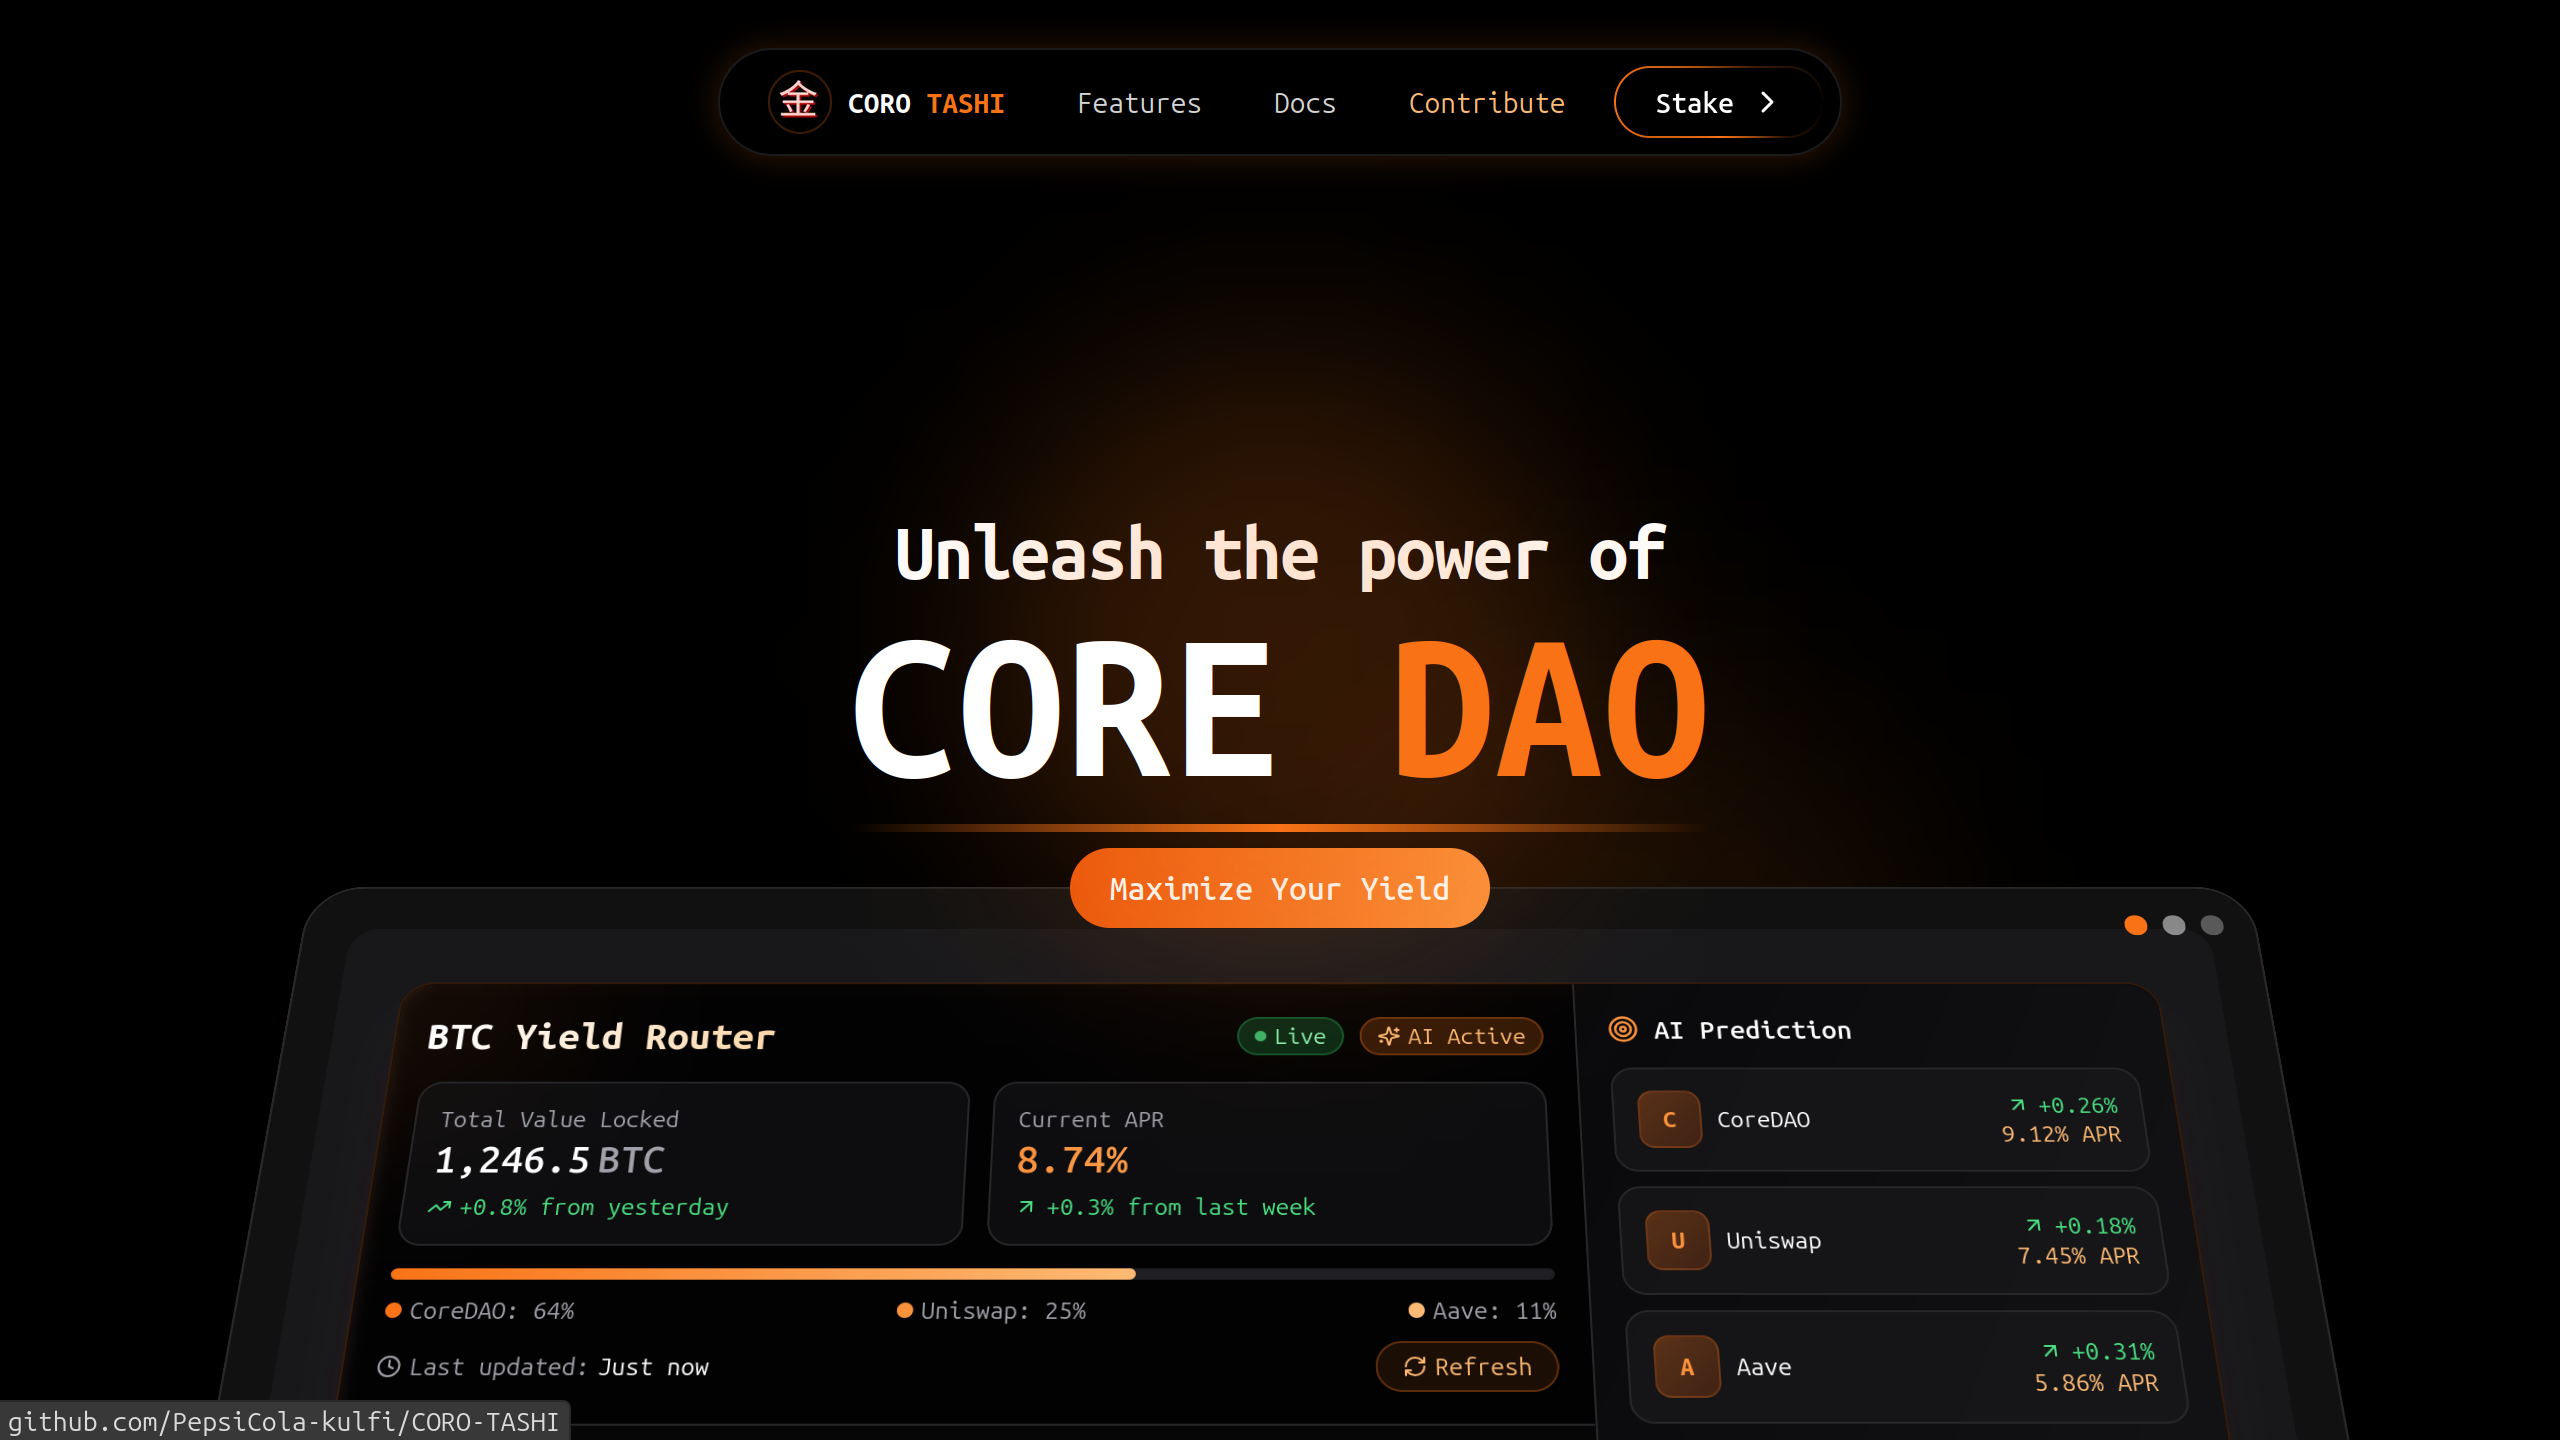 金 CORO TASHI Features Docs Contribute Stake
Unleash the power of
CORE DAO
Maximize Your Yield
BTC Yield Router
Live
AI Active
Total Value Locked
1,246.5 BTC
+0.8% from yesterday
Current APR
8.74%
+0.3% from last week
CoreDAO: 64%
Uniswap: 25%
Aave: 11%
Last updated: Just now
Refresh
AI Prediction
C CoreDAO
+0.26%
9.12% APR
U Uniswap
+0.18%
7.45% APR
A Aave
+0.31%
5.86% APR
github.com/PepsiCola-kulfi/CORO-TASHI